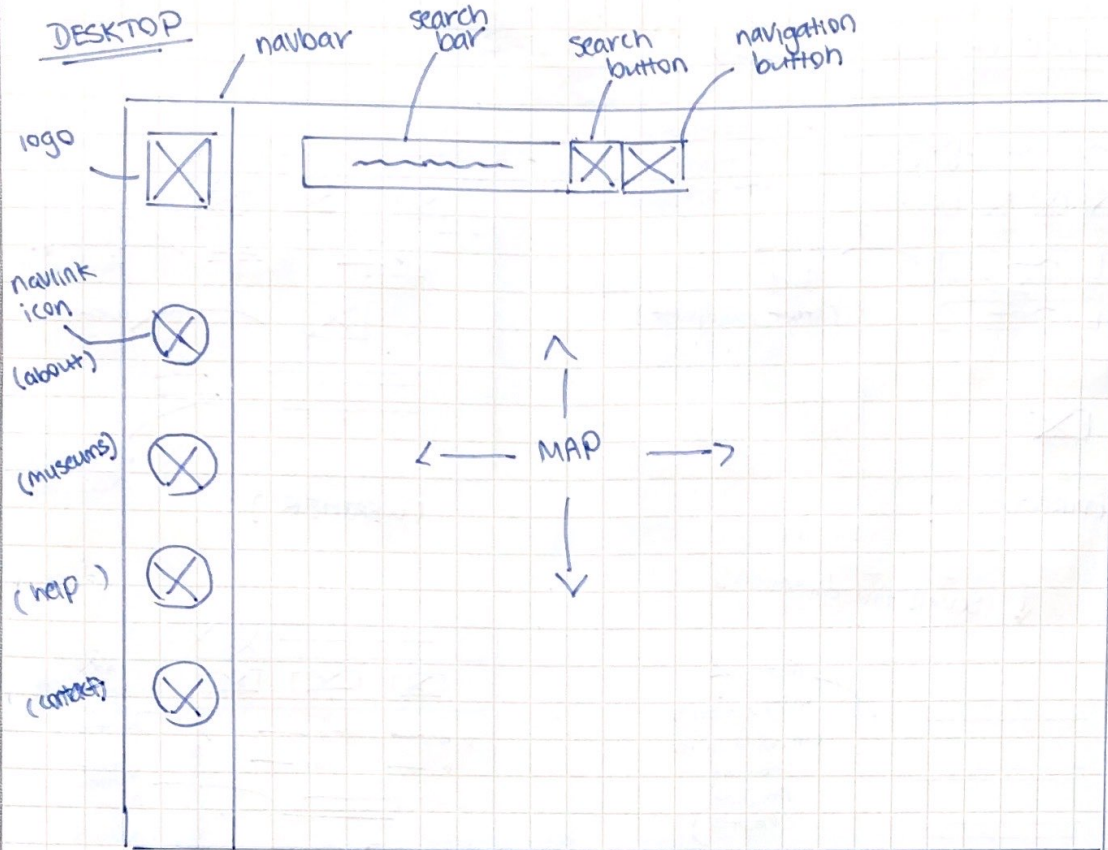 DESKTOP
navbar
search
bar
search
button
navigation
button
logo
navlink
icon
(about)
MAP
(museums)
(help)
(contact)